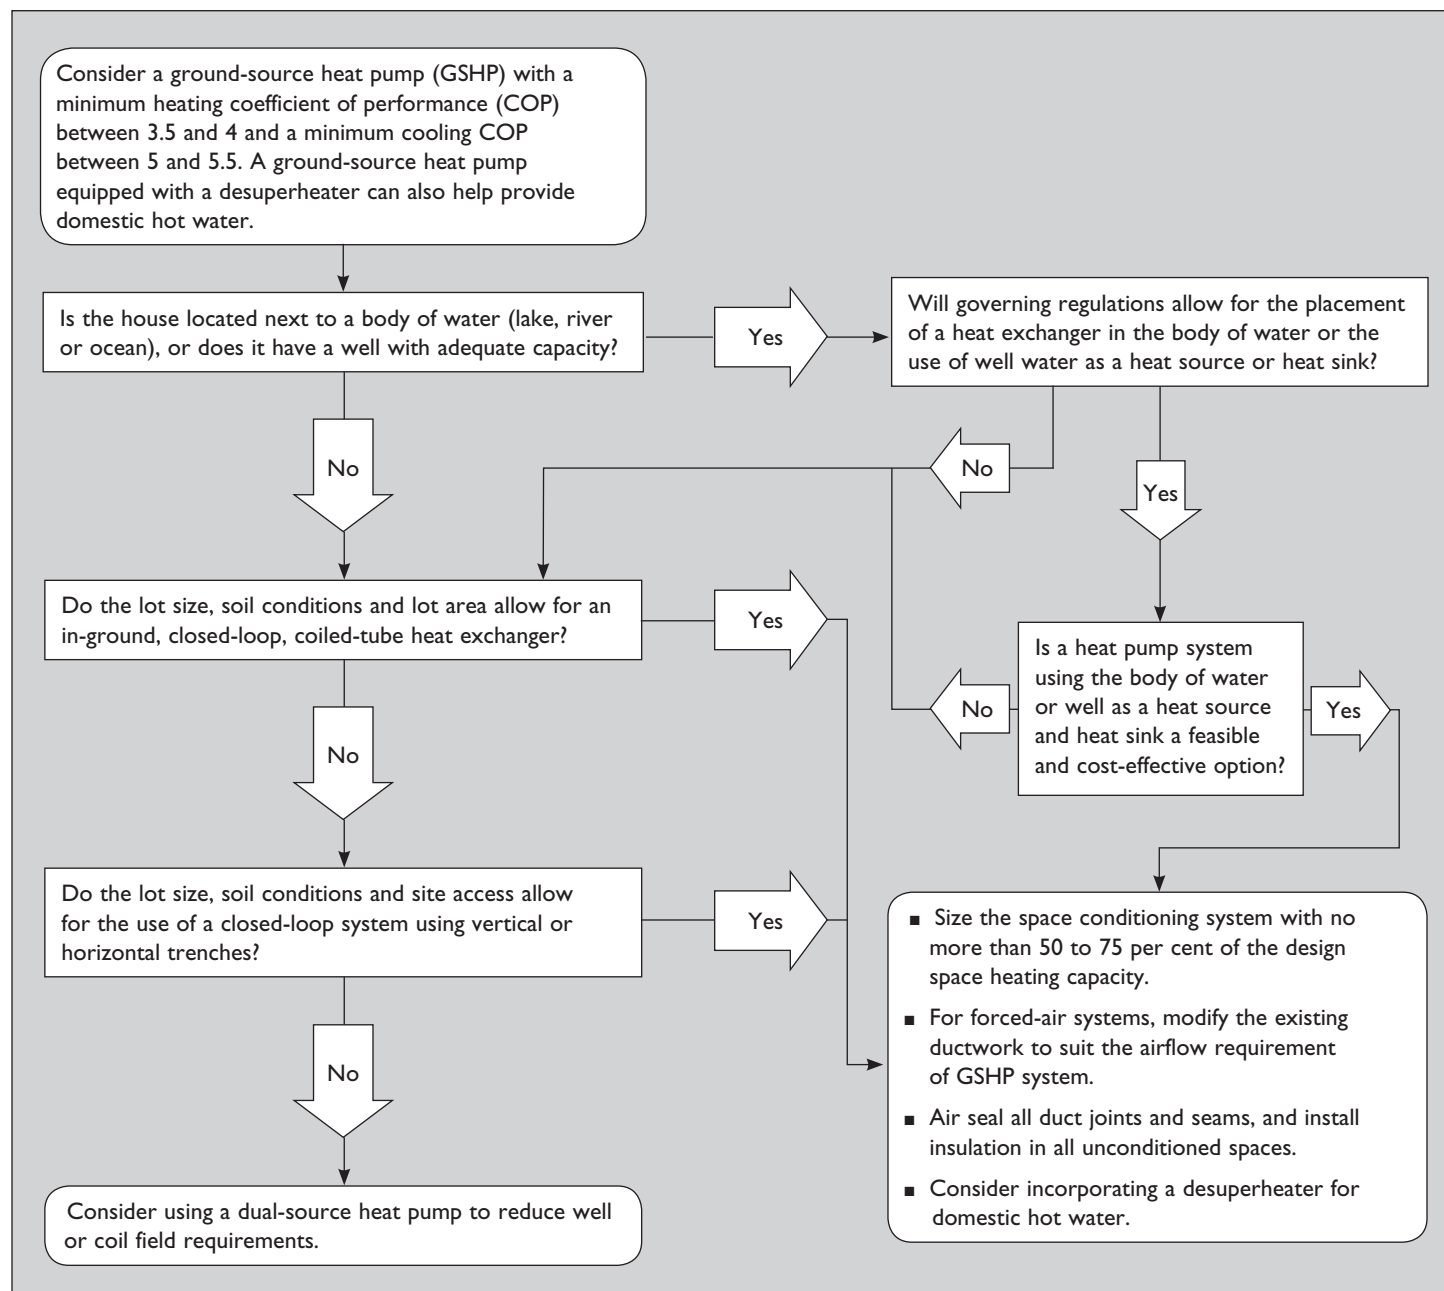 Consider a ground-source heat pump (GSHP) with a
minimum heating coefficient of performance (COP)
between 3.5 and 4 and a minimum cooling COP
between 5 and 5.5. A ground-source heat pump
equipped with a desuperheater can also help provide
domestic hot water.
Is the house located next to a body of water (lake, river
or ocean), or does it have a well with adequate capacity?
Yes
Will governing regulations allow for the placement
of a heat exchanger in the body of water or the
use of well water as a heat source or heat sink?
No
No
Yes
Do the lot size, soil conditions and lot area allow for an
in-ground, closed-loop, coiled-tube heat exchanger?
Yes
Is a heat pump system
using the body of water
or well as a heat source
and heat sink a feasible
and cost-effective option?
No
Yes
No
Do the lot size, soil conditions and site access allow
for the use of a closed-loop system using vertical or
horizontal trenches?
Yes
■ Size the space conditioning system with no
more than 50 to 75 per cent of the design
space heating capacity.
■ For forced-air systems, modify the existing
ductwork to suit the airflow requirement
of GSHP system.
■ Air seal all duct joints and seams, and install
insulation in all unconditioned spaces.
■ Consider incorporating a desuperheater for
domestic hot water.
No
Consider using a dual-source heat pump to reduce well
or coil field requirements.